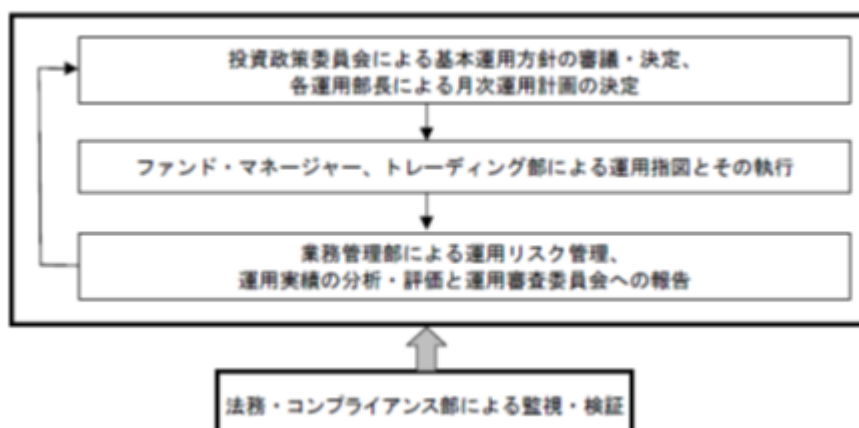 投資政策委員会による基本運用方針の審議・決定、
各運用部長による月次運用計画の決定
ファンド・マネージャー、トレーディング部による運用指図とその執行
業務管理部による運用リスク管理、
運用実績の分析・評価と運用審査委員会への報告
法務・コンプライアンス部による監視・検証